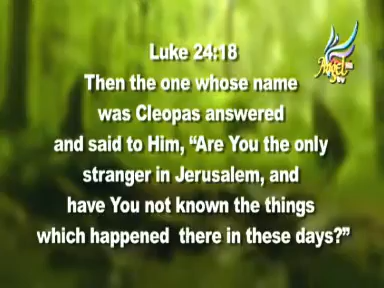 Luke 24:18
Then the one whose name
was Cleopas answered
and said to Him, “Are You the only
stranger in Jerusalem, and
have You not known the things
which happened there in these days?”
Angel